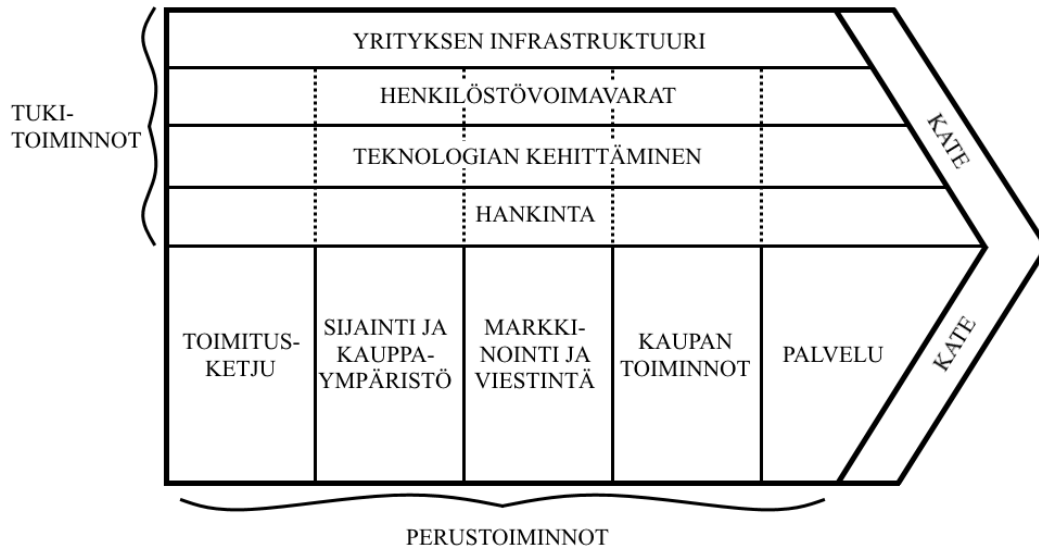 YRITYKSEN INFRASTRUKTUURI
HENKILÖSTÖVOIMAVARAT
TUKI-
TOIMINNOT
TEKNOLOGIAN KEHITTÄMINEN
HANKINTA
KATE
TOIMITUS-
KETJU
SIJAINTI JA
KAUPPA-
YMPÄRISTÖ
MARKKI-
NOINTI JA
VIESTINTÄ
KAUPAN
TOIMINNOT
PALVELU
KATE
PERUSTOIMINNOT